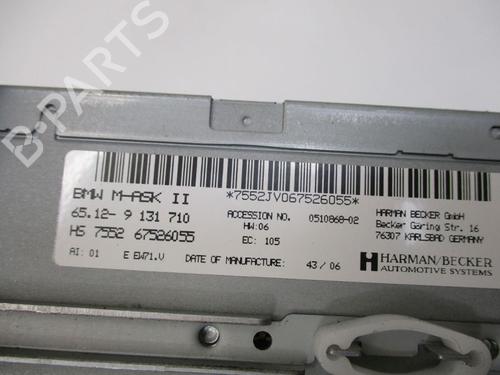 B-PARTS
BMW M-ASK II
*7552JV067526055*
65.12- 9 131 710
ACCESSION NO. 0510868-02
HARMAN BECKER GmbH
HW:06
Becker Göring Str. 16
HS 7552 67526055
EC: 105
76307 KARLSBAD GERMANY
AI: 01
E EW71.V
DATE OF MANUFACTURE: 43/06
HARMAN/BECKER
AUTOMOTIVE SYSTEMS